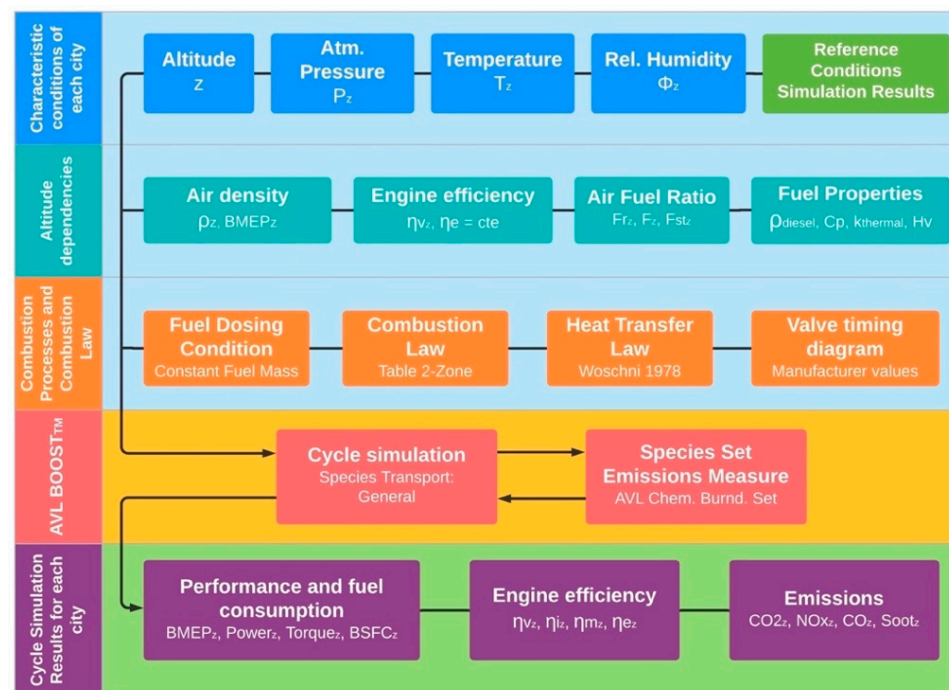 Characteristic
conditions of
each city
Altitude
z
Atm.
Pressure
Pz
Temperature
Tz
Rel. Humidity
Φz
Reference
Conditions
Simulation Results
Altitude
dependencies
Air density
ρz, BMEPz
Engine efficiency
ηvz, ηe = cte
Air Fuel Ratio
Frz, Fz, Fstz
Fuel Properties
ρdiesel, Cp, kthermal, Hv
Combustion
Processes and
Combustion
Law
Fuel Dosing
Condition
Constant Fuel Mass
Combustion
Law
Table 2-Zone
Heat Transfer
Law
Woschni 1978
Valve timing
diagram
Manufacturer values
AVL BOOSTTM
Cycle simulation
Species Transport:
General
Species Set
Emissions Measure
AVL Chem. Burnd. Set
Cycle Simulation
Results for each
city
Performance and fuel
consumption
BMEPz, Powerz, Torquez, BSFCz
Engine efficiency
ηvz, ηiz, ηmz, ηez
Emissions
CO2z, NOxz, COz, Sootz